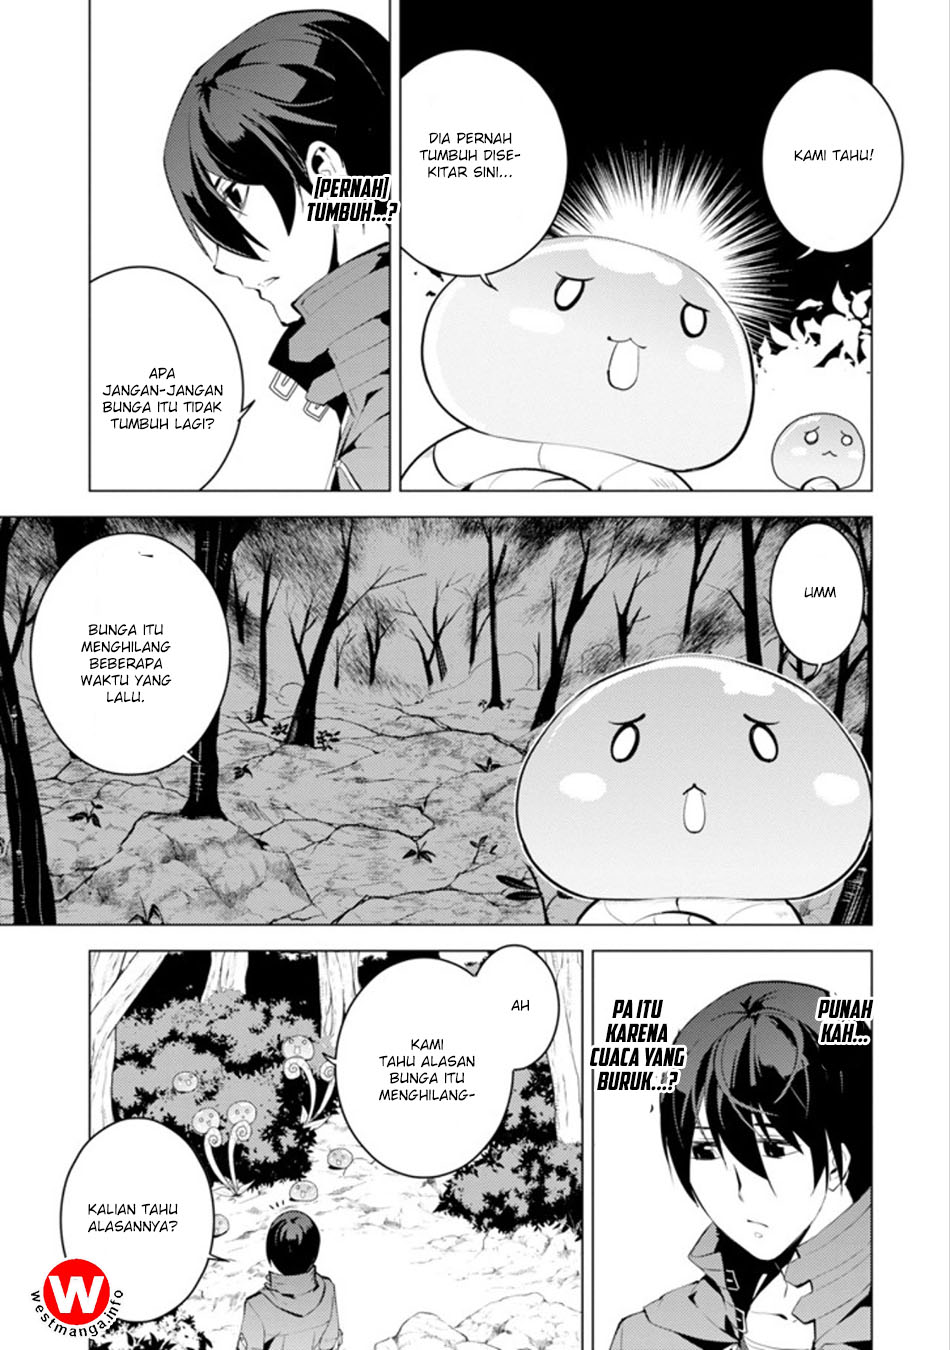 KAMI TAHU!
DIA PERNAH
TUMBUH DISE-
KITAR SINI...
[PERNAH]
TUMBUH...?
APA
JANGAN-JANGAN
BUNGA ITU TIDAK
TUMBUH LAGI?
UMM
BUNGA ITU
MENGHILANG
BEBERAPA
WAKTU YANG
LALU.
PUNAH
KAH...
PA ITU
KARENA
CUACA YANG
BURUK...?
AH
KAMI
TAHU ALASAN
BUNGA ITU
MENGHILANG-
KALIAN TAHU
ALASANNYA?
W
westmanga.info